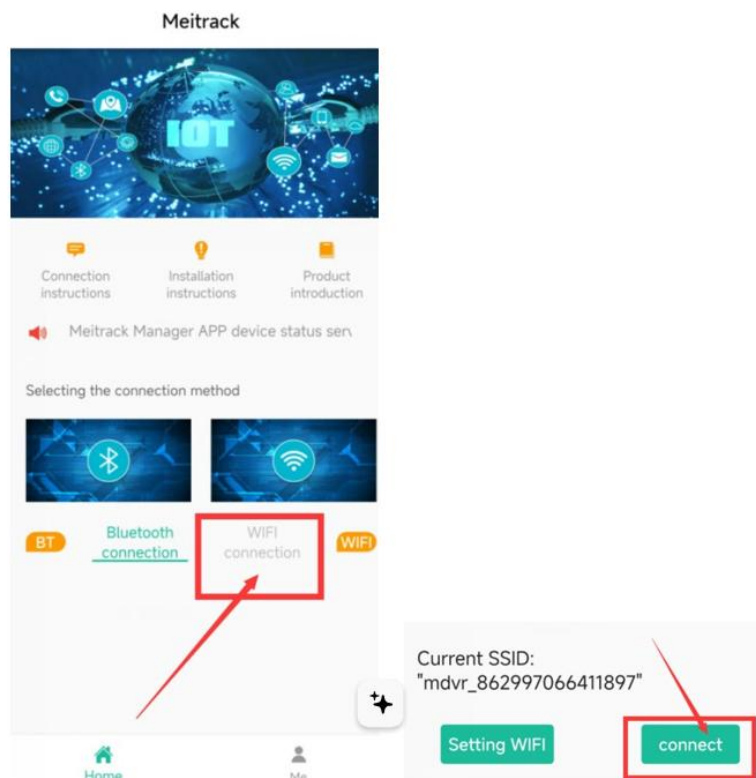 Meitrack
IOT
Connection
instructions
Installation
instructions
Product
introduction
Meitrack Manager APP device status serv
Selecting the connection method
BT
Bluetooth
connection
WIFI
connection
WIFI
Home
Me
Current SSID:
"mdvr_862997066411897"
Setting WIFI
connect